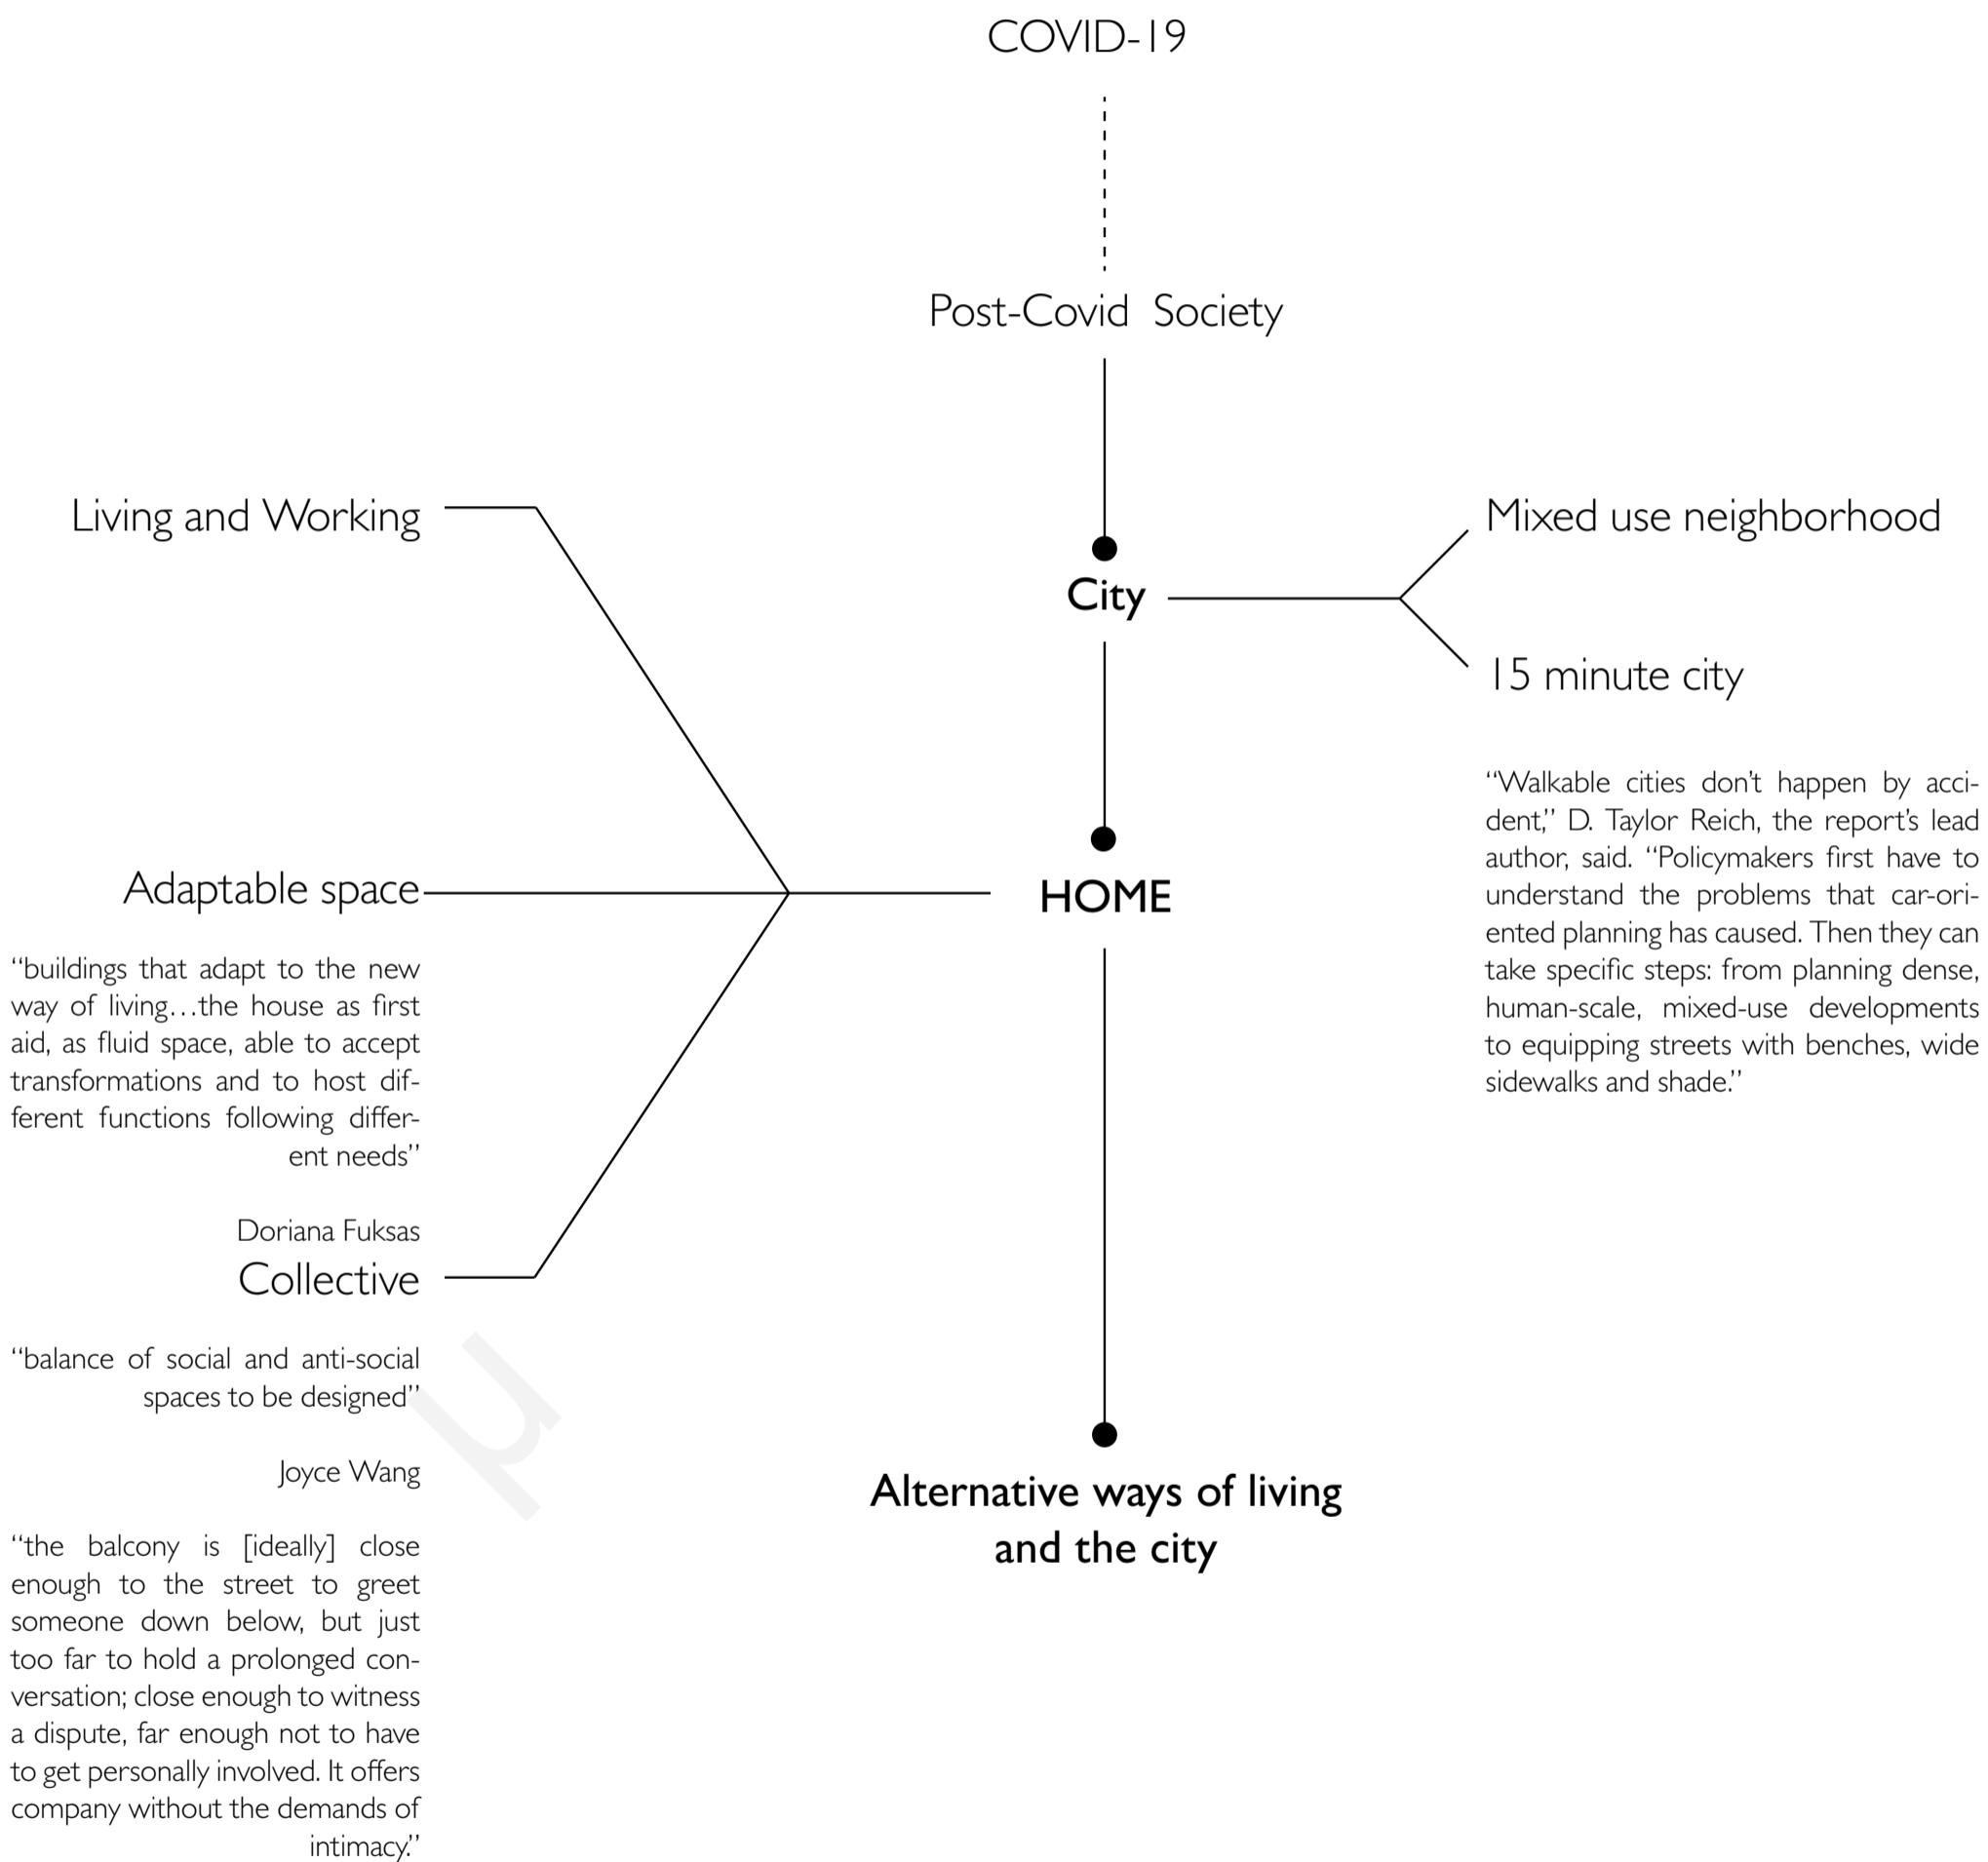 COVID-19
Post-Covid Society
City
HOME
Alternative ways of living
and the city
Living and Working
Adaptable space
“buildings that adapt to the new
way of living…the house as first
aid, as fluid space, able to accept
transformations and to host dif-
ferent functions following differ-
ent needs”
Doriana Fuksas
Collective
“balance of social and anti-social
spaces to be designed”
Joyce Wang
“the balcony is [ideally] close
enough to the street to greet
someone down below, but just
too far to hold a prolonged con-
versation; close enough to witness
a dispute, far enough not to have
to get personally involved. It offers
company without the demands of
intimacy.”
Mixed use neighborhood
15 minute city
“Walkable cities don’t happen by acci-
dent,” D. Taylor Reich, the report’s lead
author, said. “Policymakers first have to
understand the problems that car-ori-
ented planning has caused. Then they can
take specific steps: from planning dense,
human-scale, mixed-use developments
to equipping streets with benches, wide
sidewalks and shade.”
µ